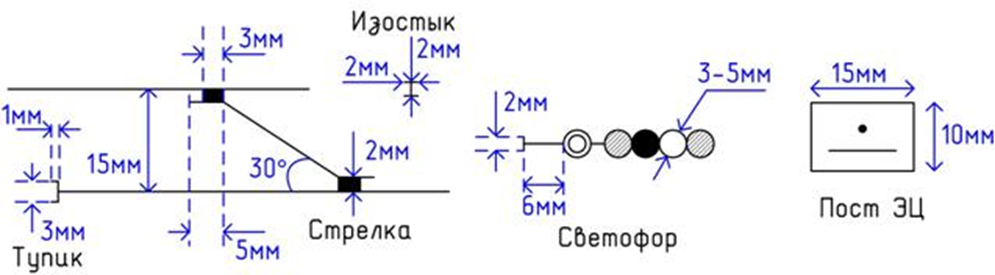 Изостык
3мм
2мм
2мм
1мм
15мм
30°
2мм
3мм
5мм
Тупик
Стрелка
3-5мм
2мм
6мм
Светофор
15мм
10мм
Пост ЭЦ